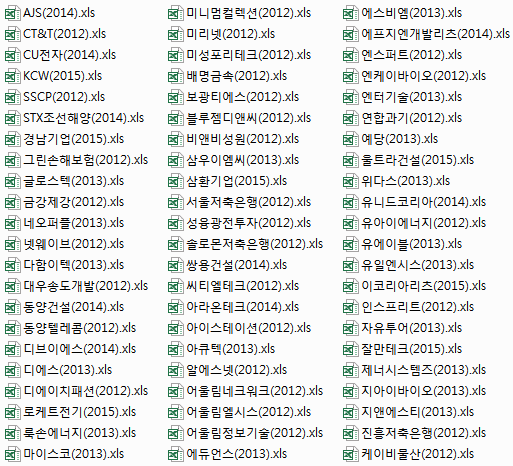 AJS(2014).xls
CT&T(2012).xls
CU전자(2014).xls
KCW(2015).xls
SSCP(2012).xls
STX조선해양(2014).xls
경남기업(2015).xls
그린손해보험(2012).xls
글로스텍(2013).xls
금강제강(2012).xls
네오퍼플(2013).xls
넷웨이브(2012).xls
다함이텍(2013).xls
대우송도개발(2012).xls
동양건설(2014).xls
동양텔레콤(2012).xls
디브이에스(2014).xls
디에스(2013).xls
디에이치패션(2012).xls
로케트전기(2015).xls
룩손에너지(2013).xls
마이스코(2013).xls
미니멈컬렉션(2012).xls
미리넷(2012).xls
미성포리테크(2012).xls
배명금속(2012).xls
보광티에스(2012).xls
블루젬디앤씨(2012).xls
비앤비성원(2012).xls
삼우이엠씨(2013).xls
삼환기업(2015).xls
서울저축은행(2012).xls
성융광전투자(2012).xls
솔로몬저축은행(2012).xls
쌍용건설(2014).xls
씨티엘테크(2012).xls
아라온테크(2014).xls
아이스테이션(2012).xls
아큐텍(2013).xls
알에스넷(2012).xls
어울림네크워크(2012).xls
어울림엘시스(2012).xls
어울림정보기술(2012).xls
에듀언스(2013).xls
에스비엠(2013).xls
에프지엔개발리츠(2014).xls
엔스퍼트(2012).xls
엔케이바이오(2012).xls
엔터기술(2013).xls
연합과기(2012).xls
예당(2013).xls
울트라건설(2015).xls
위다스(2013).xls
유니드코리아(2014).xls
유아이에너지(2012).xls
유에이블(2013).xls
유일엔시스(2013).xls
이코리아리츠(2015).xls
인스프리트(2012).xls
자유투어(2013).xls
잘만테크(2015).xls
제너시스템즈(2013).xls
지아이바이오(2013).xls
지앤에스티(2013).xls
진흥저축은행(2012).xls
케이비물산(2012).xls